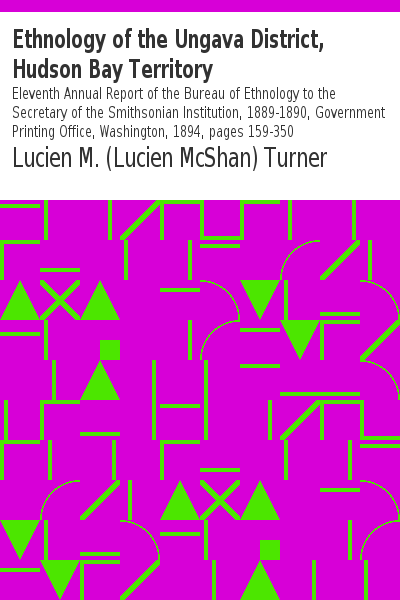 Ethnology of the Ungava District,
Hudson Bay Territory
Eleventh Annual Report of the Bureau of Ethnology to the
Secretary of the Smithsonian Institution, 1889-1890, Government
Printing Office, Washington, 1894, pages 159-350
Lucien M. (Lucien McShan) Turner